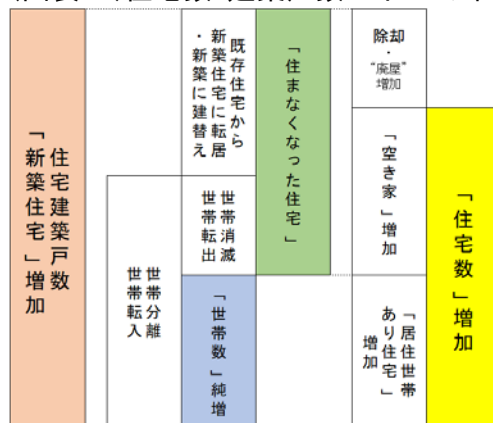 住宅建築戸数
「新築住宅」増加
既存住宅から
新築住宅に転居
・新築に建替え
「住まなくなった住宅」
除却
・
“廃屋”
増加
「空き家」増加
「住宅数」増加
世帯分離
世帯転入
世帯消滅
世帯転出
「世帯数」純増
「居住世帯
あり住宅」
増加